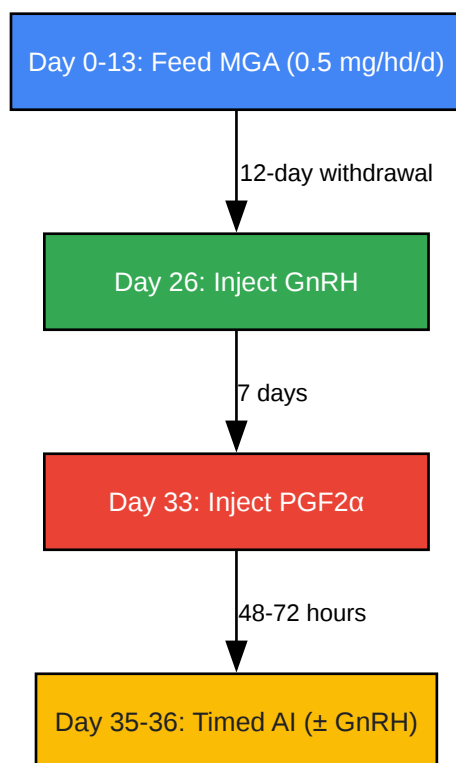 Day 0-13: Feed MGA (0.5 mg/hd/d)
12-day withdrawal
Day 26: Inject GnRH
7 days
Day 33: Inject PGF2α
48-72 hours
Day 35-36: Timed AI (± GnRH)